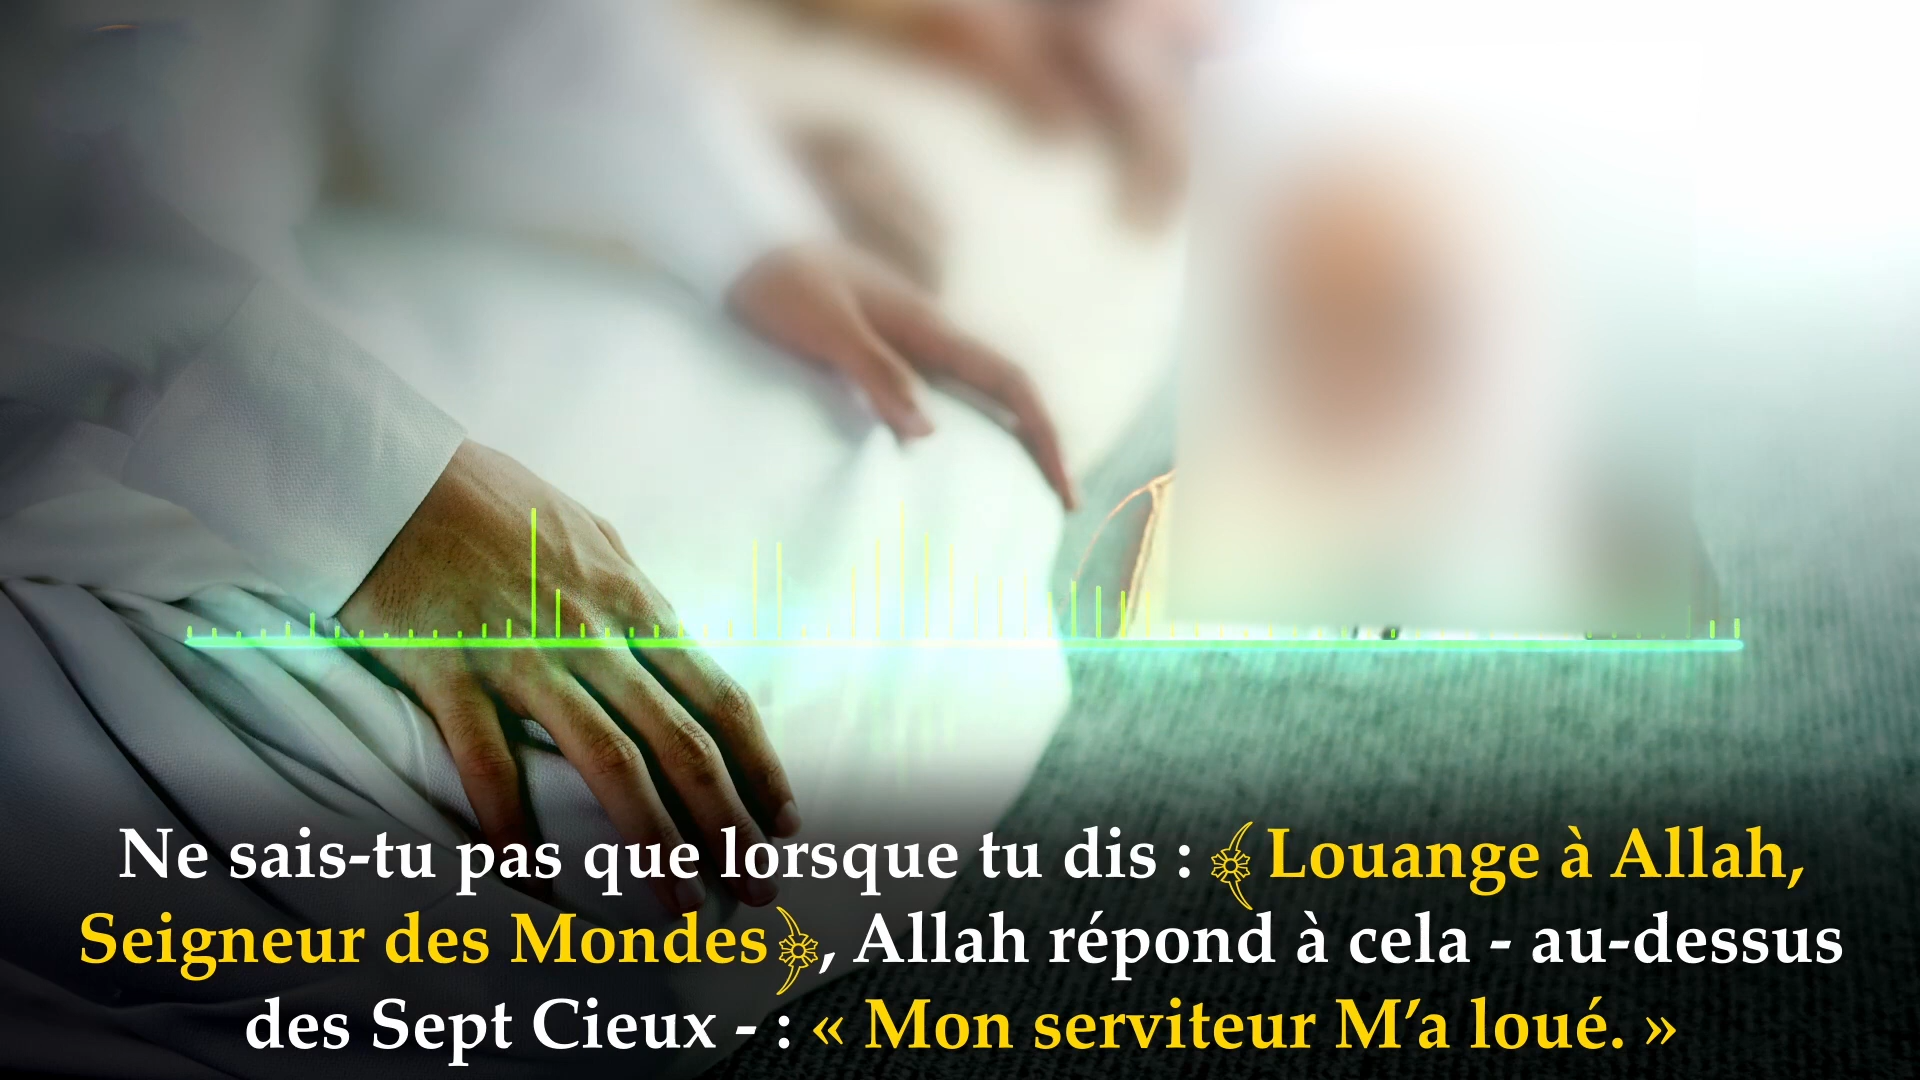 Ne sais-tu pas que lorsque tu dis : ﴾ Louange à Allah,
Seigneur des Mondes ﴿, Allah répond à cela - au-dessus
des Sept Cieux - : « Mon serviteur M’a loué. »